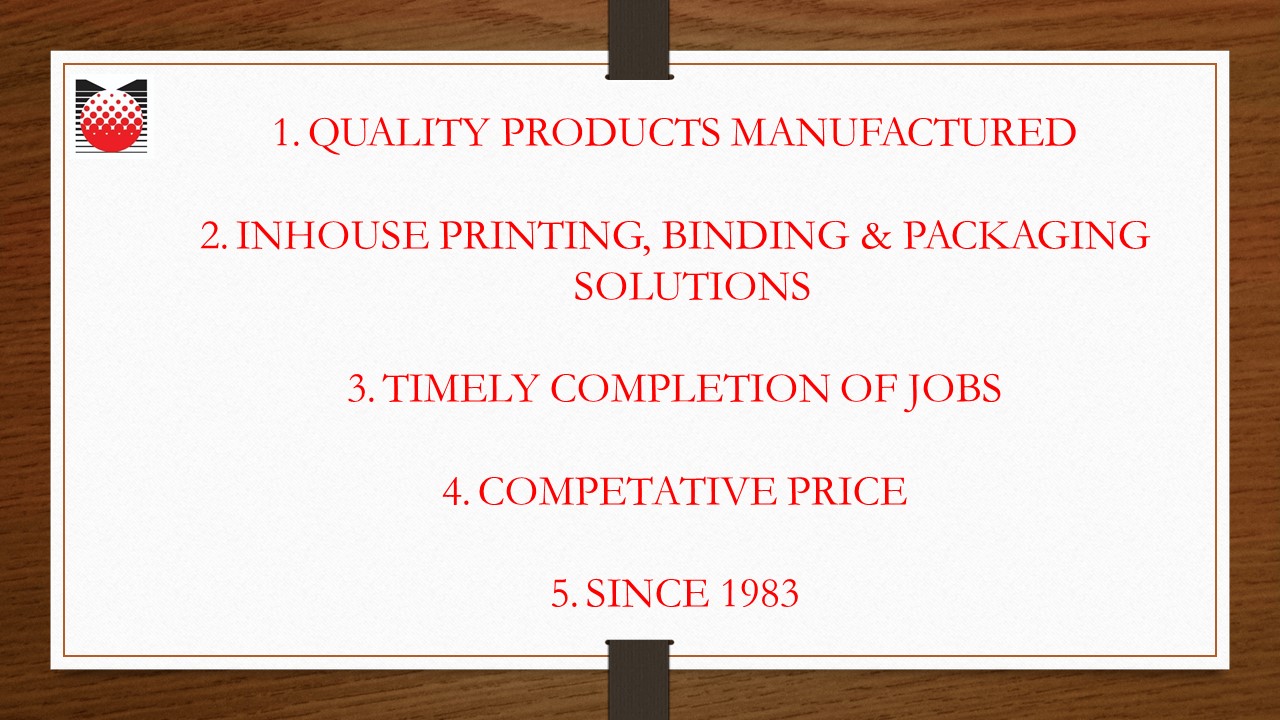 1. QUALITY PRODUCTS MANUFACTURED
2. INHOUSE PRINTING, BINDING & PACKAGING
SOLUTIONS
3. TIMELY COMPLETION OF JOBS
4. COMPETATIVE PRICE
5. SINCE 1983